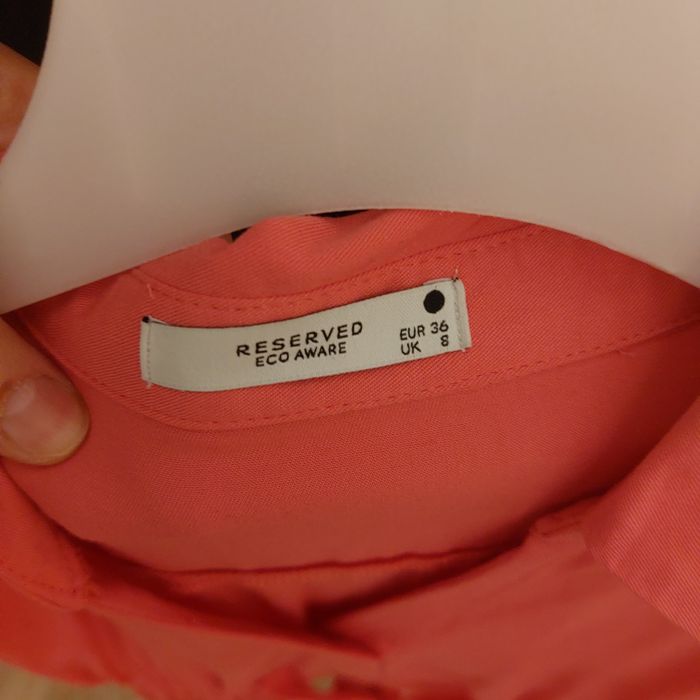 RESERVED
ECO AWARE
EUR 36
UK 8